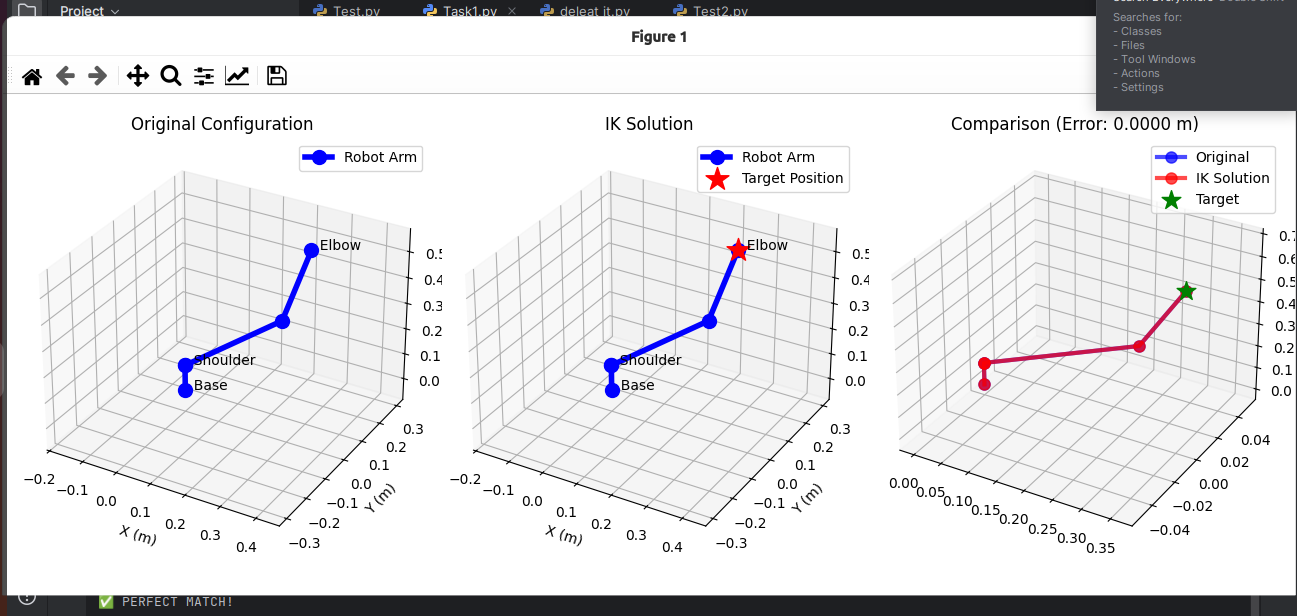 Project
Test.py
Task1.py
deleat it.py
Test2.py
Searches for:
- Classes
- Files
- Tool Windows
- Actions
- Settings
Figure 1
Original Configuration
Robot Arm
Elbow
Shoulder
Base
0.4
0.3
0.2
0.1
0.0
0.3
0.2
0.1
0.0
−0.1
−0.2
−0.3
Y (m)
−0.2
−0.1
0.0
0.1
0.2
0.3
0.4
X (m)
IK Solution
Robot Arm
Target Position
Elbow
Shoulder
Base
0.4
0.3
0.2
0.1
0.0
0.3
0.2
0.1
0.0
−0.1
−0.2
−0.3
Y (m)
−0.2
−0.1
0.0
0.1
0.2
0.3
0.4
X (m)
Comparison (Error: 0.0000 m)
Original
IK Solution
Target
0.7
0.6
0.5
0.4
0.3
0.2
0.1
0.0
0.04
0.02
0.00
−0.02
−0.04
0.00
0.05
0.10
0.15
0.20
0.25
0.30
0.35
✅ PERFECT MATCH!